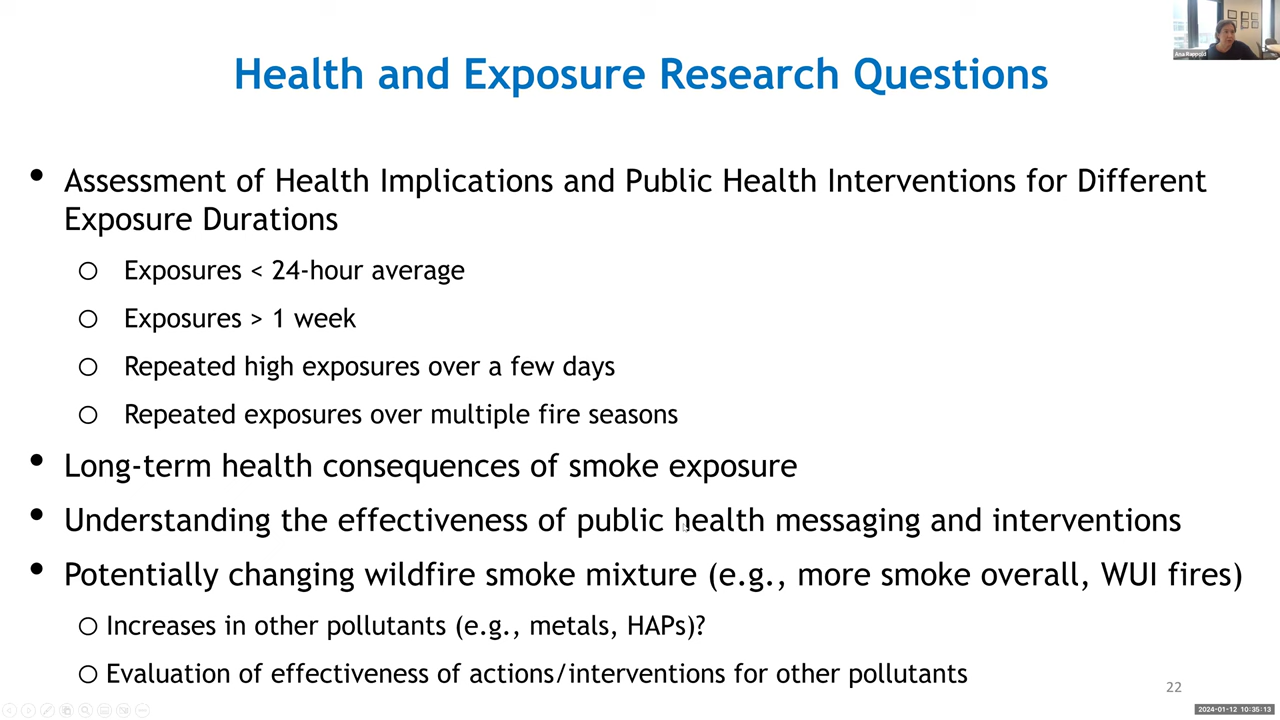 Health and Exposure Research Questions
Ana Rappold
• Assessment of Health Implications and Public Health Interventions for Different
Exposure Durations
○ Exposures < 24-hour average
○ Exposures > 1 week
○ Repeated high exposures over a few days
○ Repeated exposures over multiple fire seasons
• Long-term health consequences of smoke exposure
• Understanding the effectiveness of public health messaging and interventions
• Potentially changing wildfire smoke mixture (e.g., more smoke overall, WUI fires)
○ Increases in other pollutants (e.g., metals, HAPs)?
○ Evaluation of effectiveness of actions/interventions for other pollutants
22
2024-01-12 10:35:13